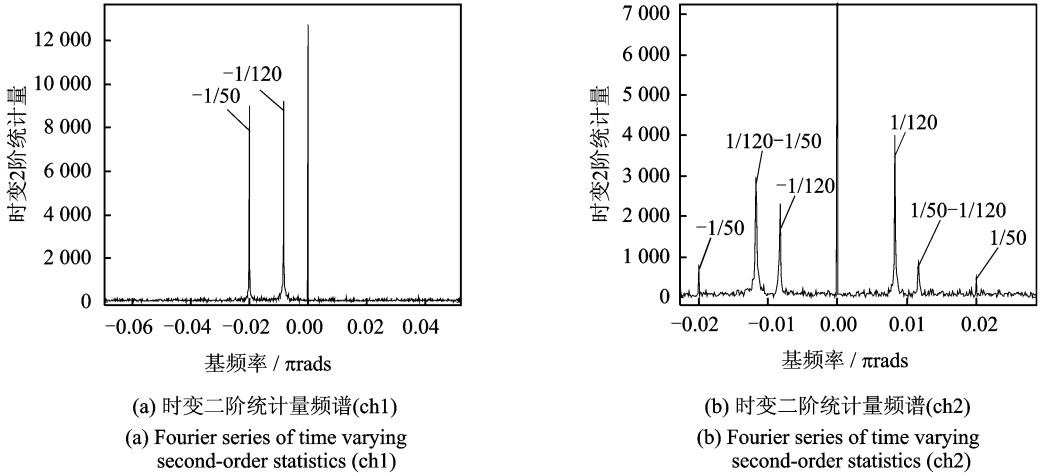 时变2阶统计量
12 000
10 000
8 000
6 000
4 000
2 000
0
−1/50
−1/120
−0.06 −0.04 −0.02 0.00 0.02 0.04
基频率 / πrads
(a) 时变二阶统计量频谱(ch1)
(a) Fourier series of time varying
second-order statistics (ch1)
时变2阶统计量
7 000
6 000
5 000
4 000
3 000
2 000
1 000
0
−1/50
1/120−1/50
−1/120
1/120
1/50−1/120
1/50
−0.02 −0.01 0.00 0.01 0.02
基频率 / πrads
(b) 时变二阶统计量频谱(ch2)
(b) Fourier series of time varying
second-order statistics (ch2)